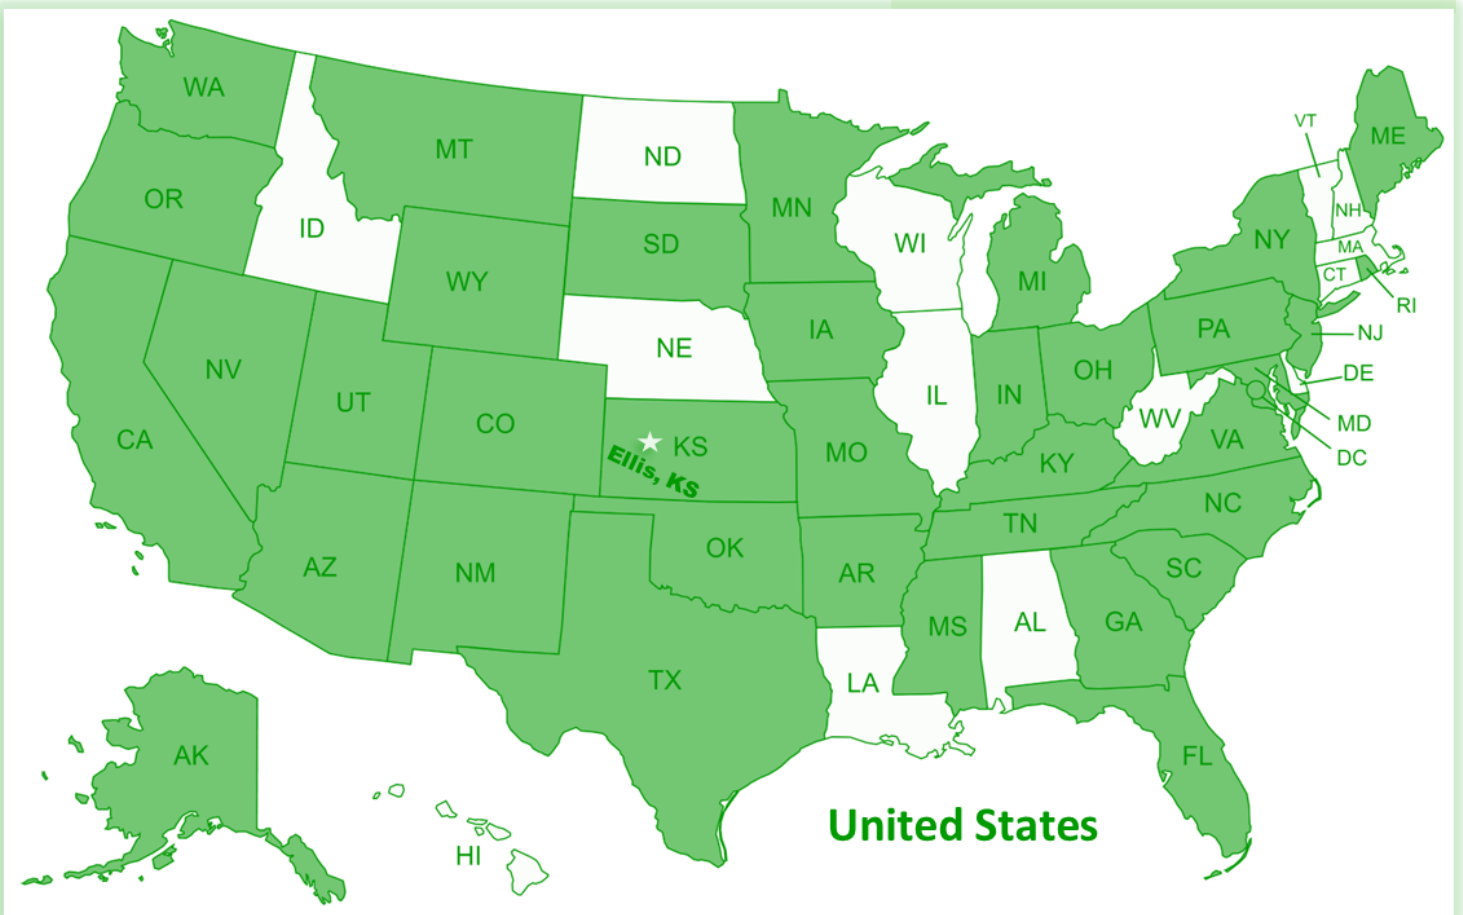 WA
MT
ND
MN
OR
ID
SD
WI
MI
VT
ME
NH
NY
MA
CT
RI
WY
NE
IA
PA
NJ
NV
UT
CO
IL
IN
OH
DE
WV
MD
DC
CA
KS
Ellis, KS
MO
KY
VA
AZ
NM
OK
AR
TN
NC
SC
MS
AL
GA
TX
LA
FL
AK
HI
United States